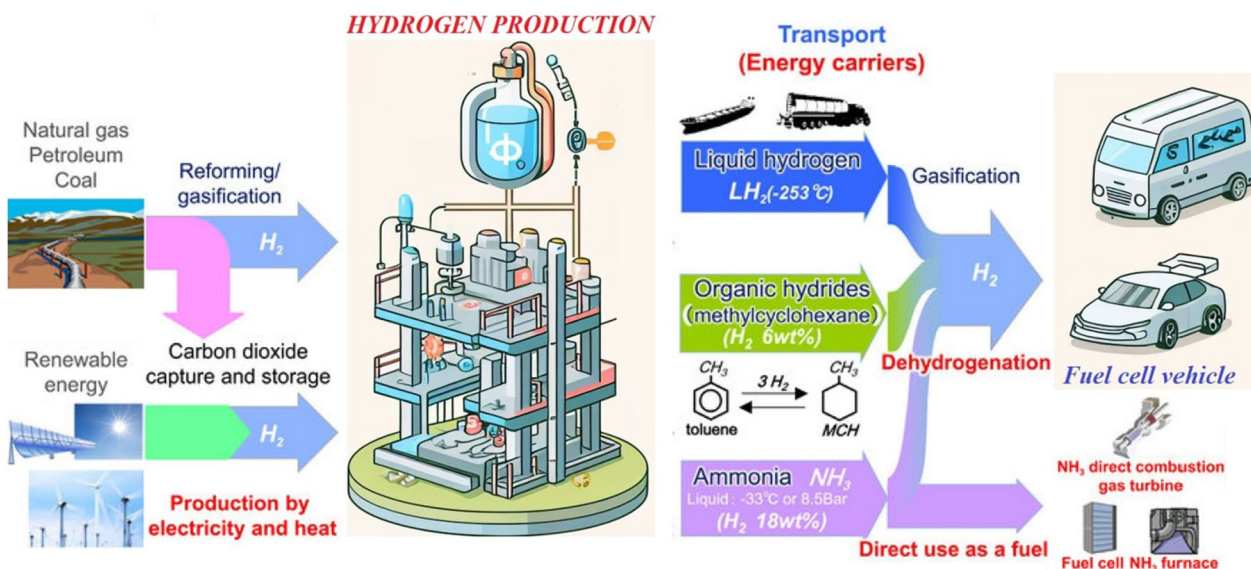 HYDROGEN PRODUCTION
Natural gas
Petroleum
Coal
Reforming/
gasification
H₂
Renewable
energy
Carbon dioxide
capture and storage
H₂
Production by
electricity and heat
Transport
(Energy carriers)
Liquid hydrogen
LH₂(-253℃)
Gasification
H₂
Organic hydrides
(methylcyclohexane)
(H₂ 6wt%)
Dehydrogenation
CH₃
3 H₂
CH₃
toluene
MCH
Ammonia NH₃
Liquid : -33℃ or 8.5Bar
(H₂ 18wt%)
Direct use as a fuel
Fuel cell vehicle
NH₃ direct combustion
gas turbine
Fuel cell
NH₃ furnace